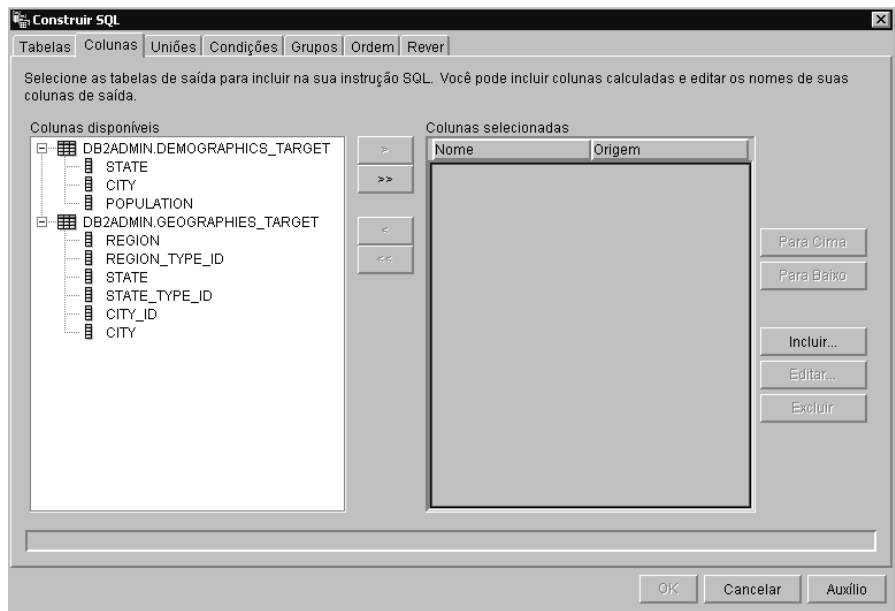 Construir SQL
Tabelas Colunas Uniões Condições Grupos Ordem Rever
Selecione as tabelas de saída para incluir na sua instrução SQL. Você pode incluir colunas calculadas e editar os nomes de suas
colunas de saída.
Colunas disponíveis
DB2ADMIN.DEMOGRAPHICS_TARGET
STATE
CITY
POPULATION
DB2ADMIN.GEOGRAPHIES_TARGET
REGION
REGION_TYPE_ID
STATE
STATE_TYPE_ID
CITY_ID
CITY
>
>>
<
<<
Colunas selecionadas
Nome Origem
Para Cima
Para Baixo
Incluir...
Editar...
Excluir
OK Cancelar Auxílio